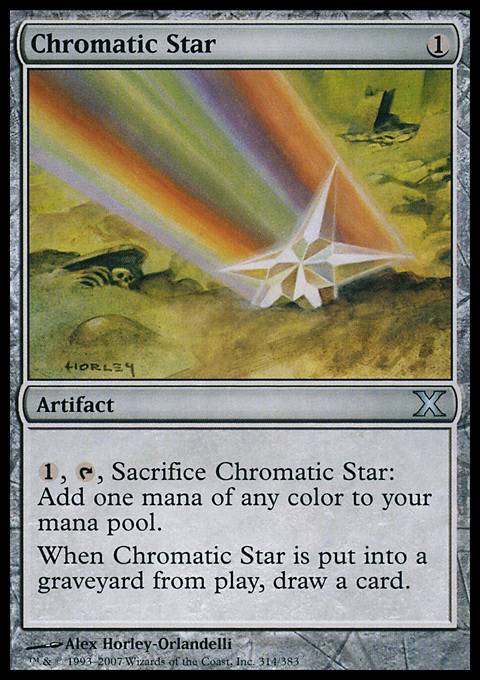 Chromatic Star 1
HORLEY
Artifact X
1, , Sacrifice Chromatic Star:
Add one mana of any color to your
mana pool.
When Chromatic Star is put into a
graveyard from play, draw a card.
Alex Horley-Orlandelli
™ & © 1993–2007 Wizards of the Coast, Inc. 314/383